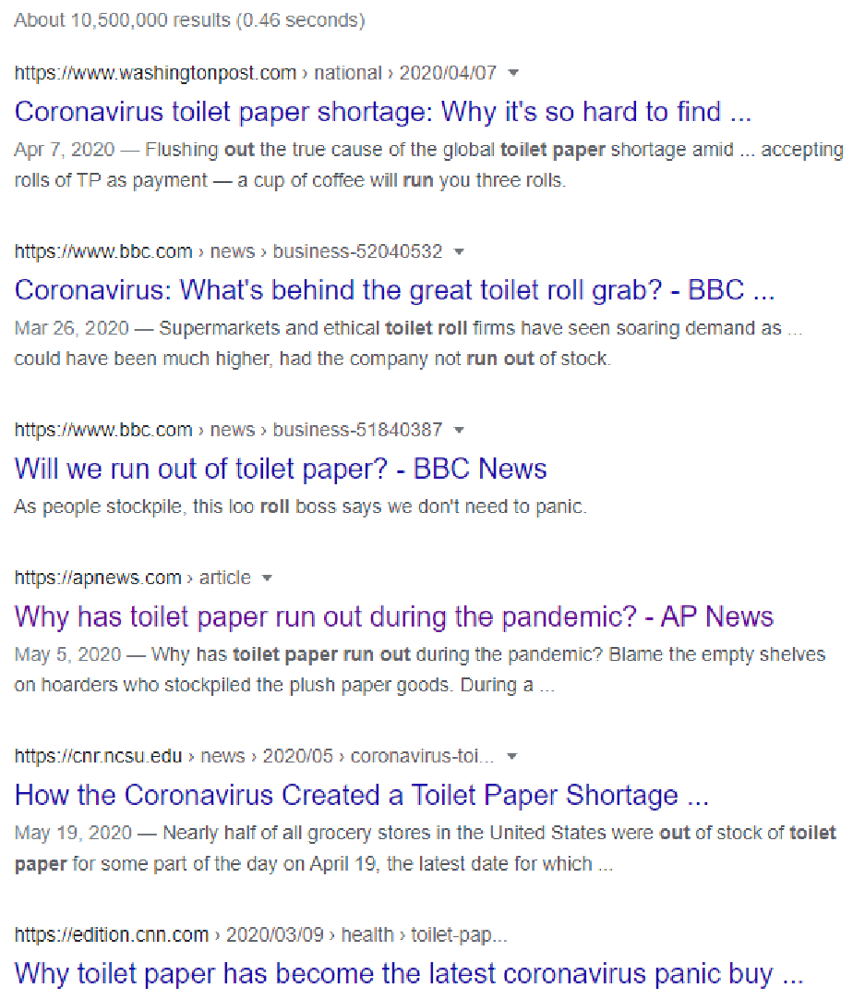 About 10,500,000 results (0.46 seconds)
https://www.washingtonpost.com › national › 2020/04/07
Coronavirus toilet paper shortage: Why it's so hard to find ...
Apr 7, 2020 — Flushing out the true cause of the global toilet paper shortage amid ... accepting
rolls of TP as payment — a cup of coffee will run you three rolls.
https://www.bbc.com › news › business-52040532
Coronavirus: What's behind the great toilet roll grab? - BBC ...
Mar 26, 2020 — Supermarkets and ethical toilet roll firms have seen soaring demand as ...
could have been much higher, had the company not run out of stock.
https://www.bbc.com › news › business-51840387
Will we run out of toilet paper? - BBC News
As people stockpile, this loo roll boss says we don't need to panic.
https://apnews.com › article
Why has toilet paper run out during the pandemic? - AP News
May 5, 2020 — Why has toilet paper run out during the pandemic? Blame the empty shelves
on hoarders who stockpiled the plush paper goods. During a ...
https://cnr.ncsu.edu › news › 2020/05 › coronavirus-toi...
How the Coronavirus Created a Toilet Paper Shortage ...
May 19, 2020 — Nearly half of all grocery stores in the United States were out of stock of toilet
paper for some part of the day on April 19, the latest date for which ...
https://edition.cnn.com › 2020/03/09 › health › toilet-pap...
Why toilet paper has become the latest coronavirus panic buy ...